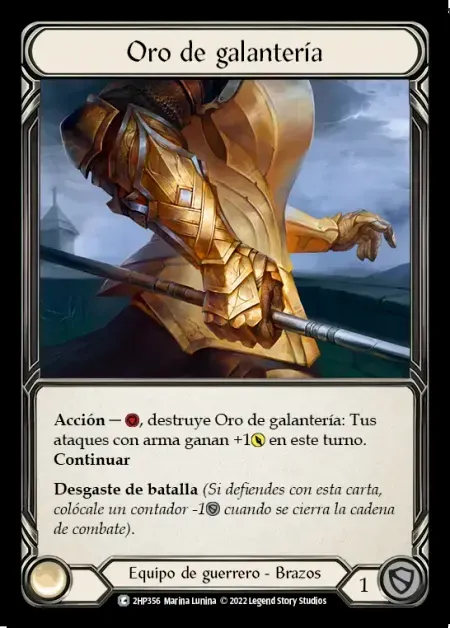 Oro de galantería
Acción — , destruye Oro de galantería: Tus
ataques con arma ganan +1 en este turno.
Continuar
Desgaste de batalla (Si defiendes con esta carta,
colócale un contador -1 cuando se cierra la cadena
de combate).
Equipo de guerrero - Brazos
1
C 2HP356 Marina Lunina © 2022 Legend Story Studios